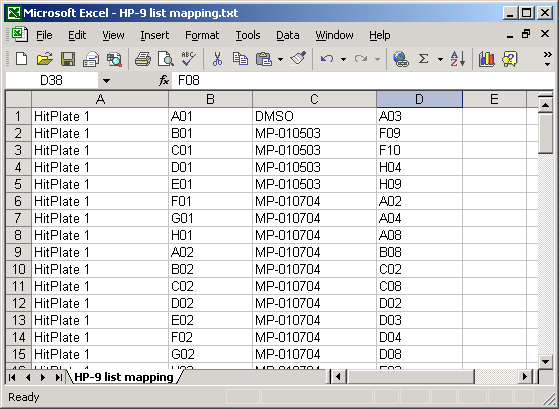 Microsoft Excel - HP-9 list mapping.txt
File Edit View Insert Format Tools Data Window Help
D38 fx F08
A B C D E
1 HitPlate 1 A01 DMSO A03
2 HitPlate 1 B01 MP-010503 F09
3 HitPlate 1 C01 MP-010503 F10
4 HitPlate 1 D01 MP-010503 H04
5 HitPlate 1 E01 MP-010503 H09
6 HitPlate 1 F01 MP-010704 A02
7 HitPlate 1 G01 MP-010704 A04
8 HitPlate 1 H01 MP-010704 A08
9 HitPlate 1 A02 MP-010704 B08
10 HitPlate 1 B02 MP-010704 C02
11 HitPlate 1 C02 MP-010704 C08
12 HitPlate 1 D02 MP-010704 D02
13 HitPlate 1 E02 MP-010704 D03
14 HitPlate 1 F02 MP-010704 D04
15 HitPlate 1 G02 MP-010704 D08
HP-9 list mapping
Ready